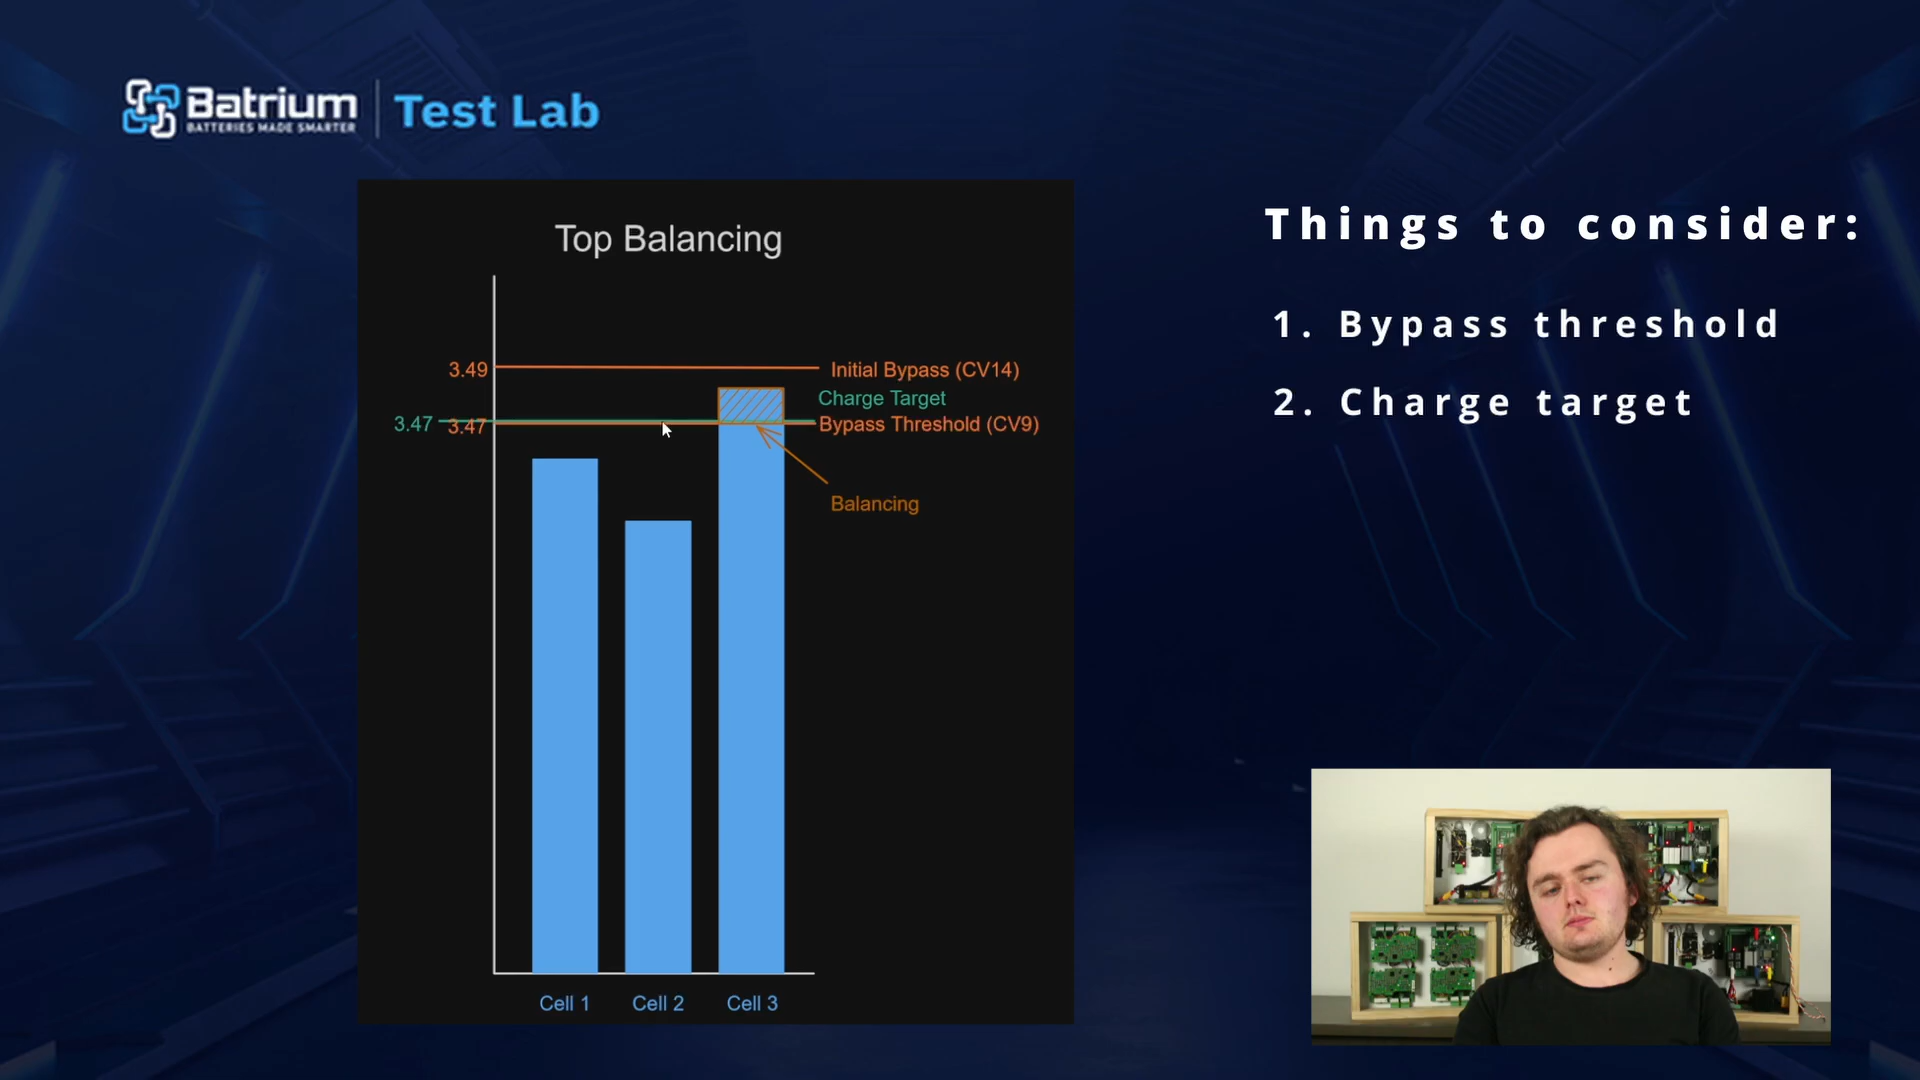 Batrium
BATTERIES MADE SMARTER
Test Lab
Top Balancing
3.49
Initial Bypass (CV14)
Charge Target
3.47
3.47
Bypass Threshold (CV9)
Balancing
Cell 1
Cell 2
Cell 3
Things to consider:
1. Bypass threshold
2. Charge target